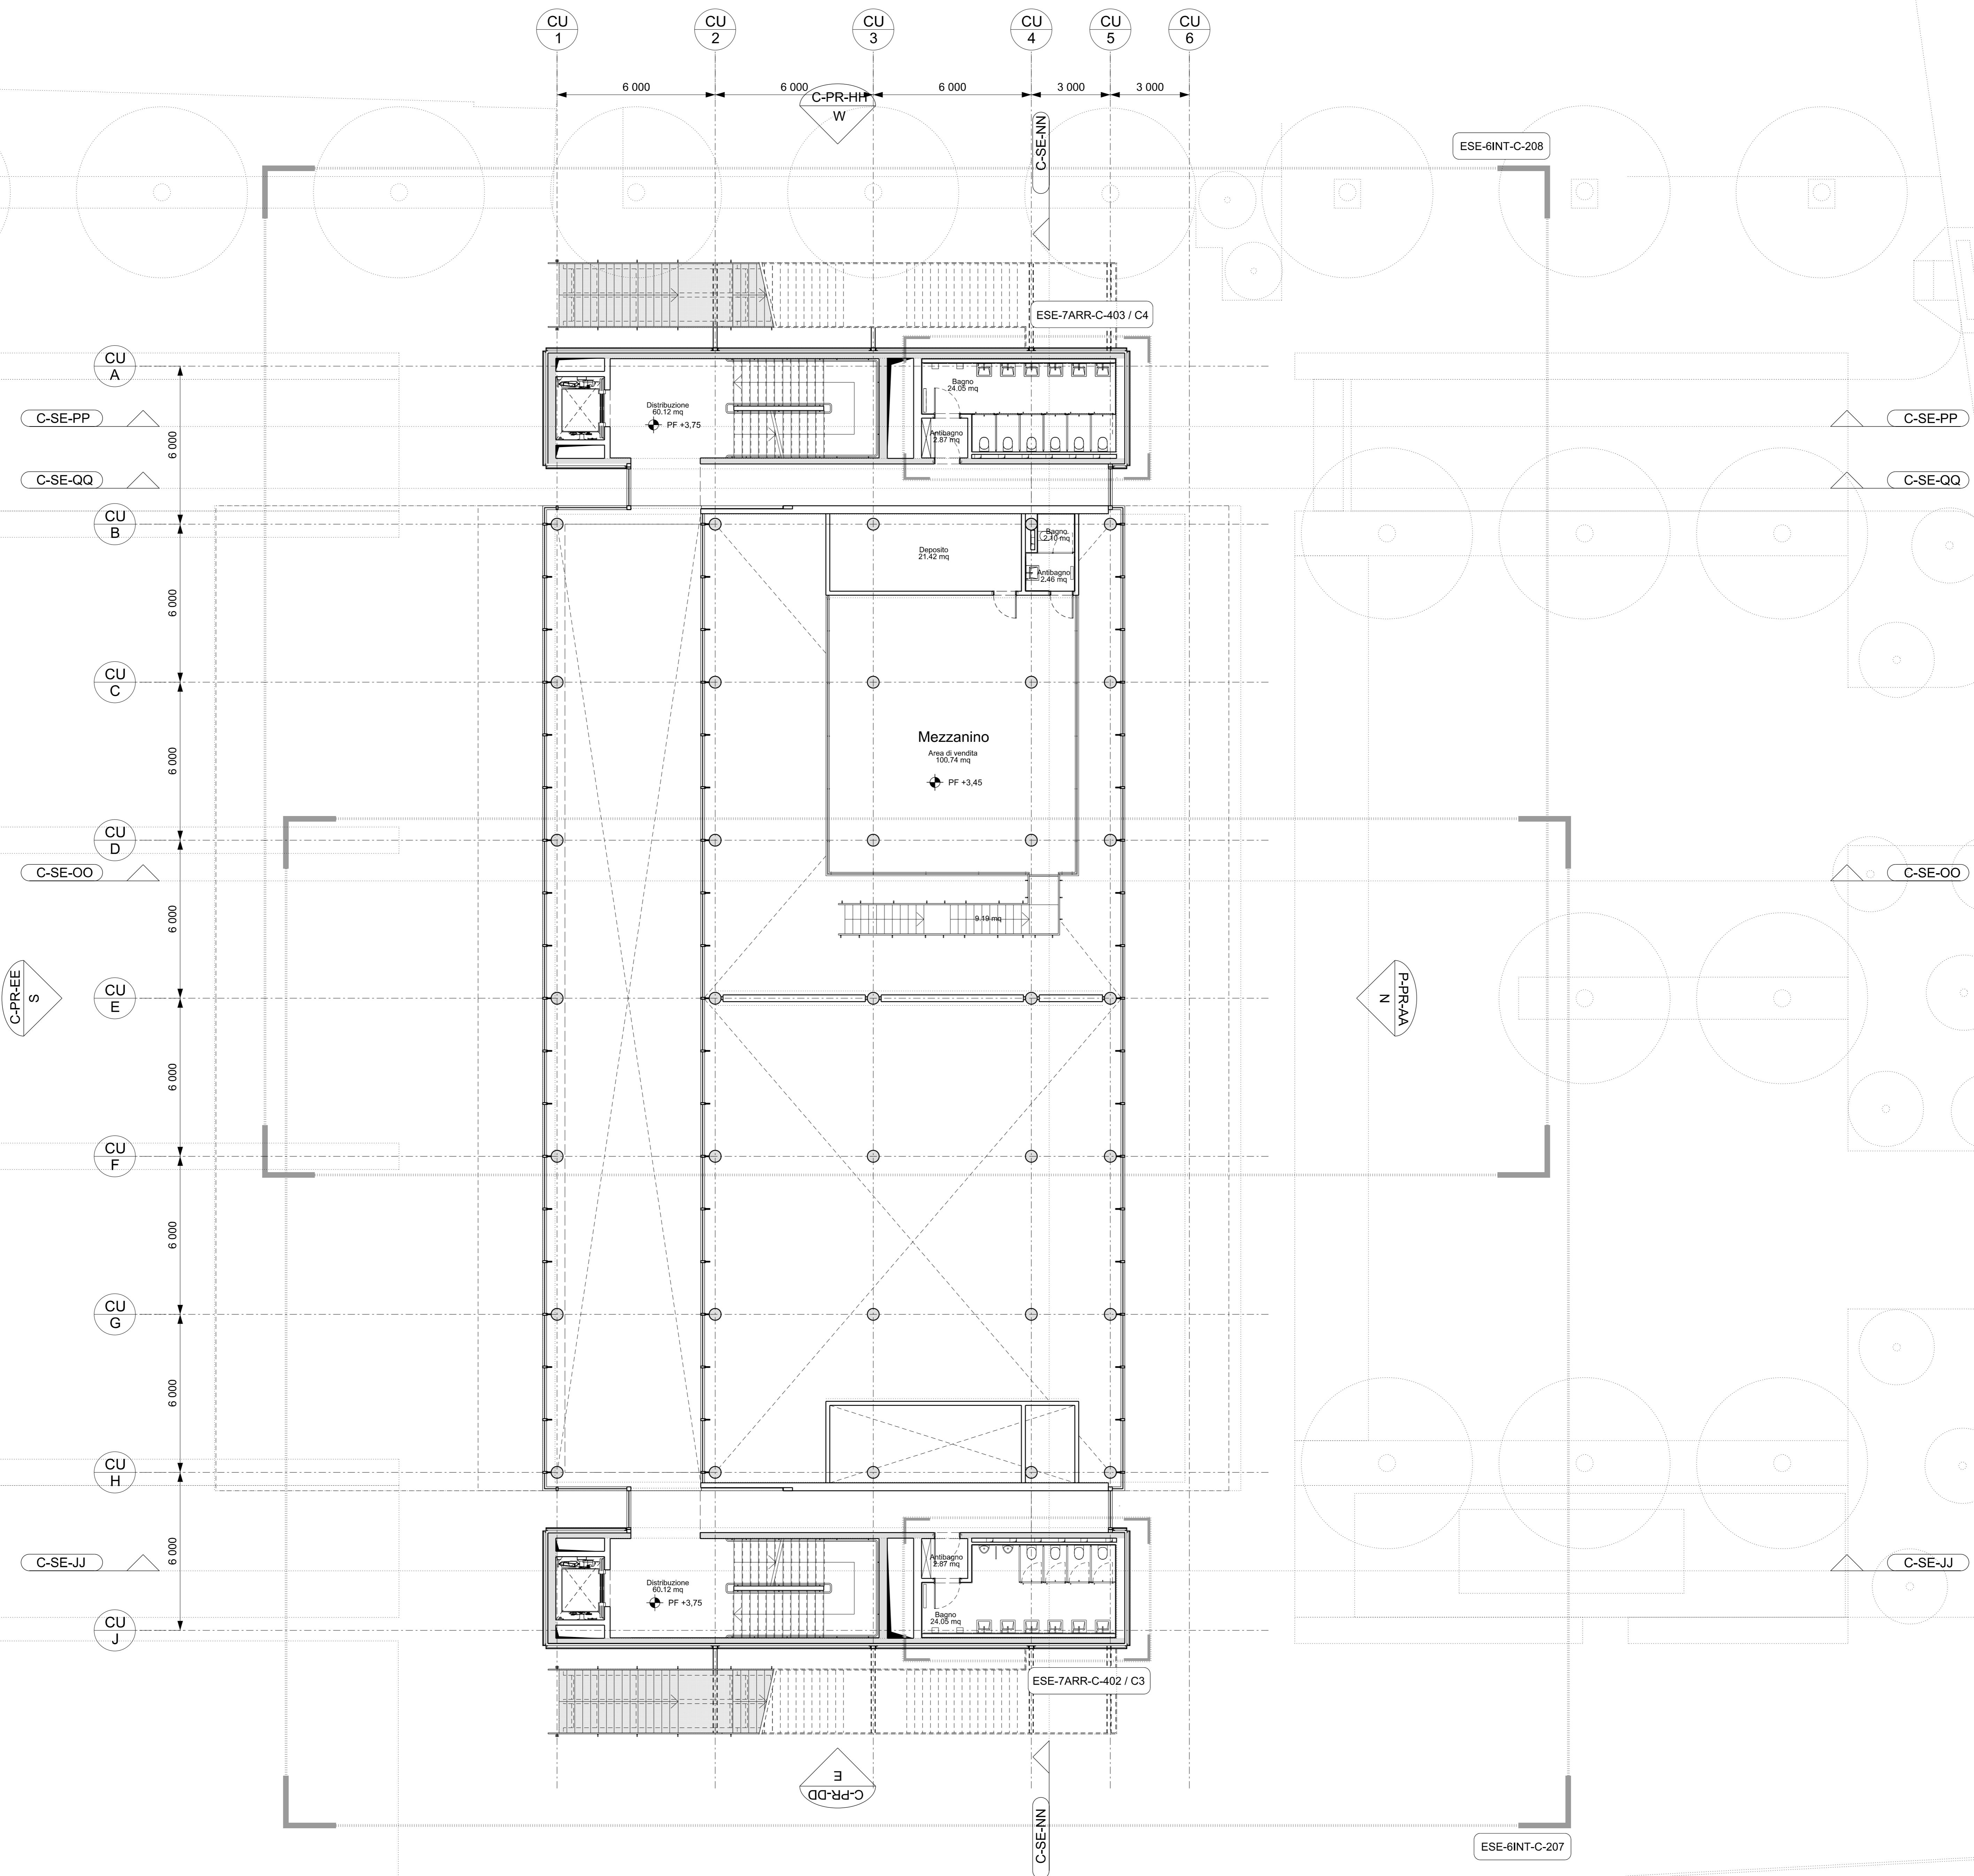 CU
1
CU
2
CU
3
CU
4
CU
5
CU
6
6 000
6 000
6 000
3 000
3 000
C-PR-HH
W
C-SE-NN
ESE-6INT-C-208
ESE-7ARR-C-403 / C4
CU
A
C-SE-PP
C-SE-PP
6 000
C-SE-QQ
C-SE-QQ
Distribuzione
60.12 mq
PF +3,75
Bagno
24.05 mq
Antibagno
2.87 mq
CU
B
Deposito
21.42 mq
Bagno
2.10 mq
Antibagno
2.46 mq
6 000
CU
C
Mezzanino
Area di vendita
100.74 mq
PF +3,45
6 000
CU
D
C-SE-OO
C-SE-OO
6 000
9.19 mq
C-PR-EE
S
CU
E
P-PR-AA
N
6 000
CU
F
6 000
CU
G
6 000
CU
H
6 000
C-SE-JJ
C-SE-JJ
Distribuzione
60.12 mq
PF +3,75
Antibagno
2.87 mq
Bagno
24.05 mq
CU
J
ESE-7ARR-C-402 / C3
E
C-PR-DD
C-SE-NN
ESE-6INT-C-207